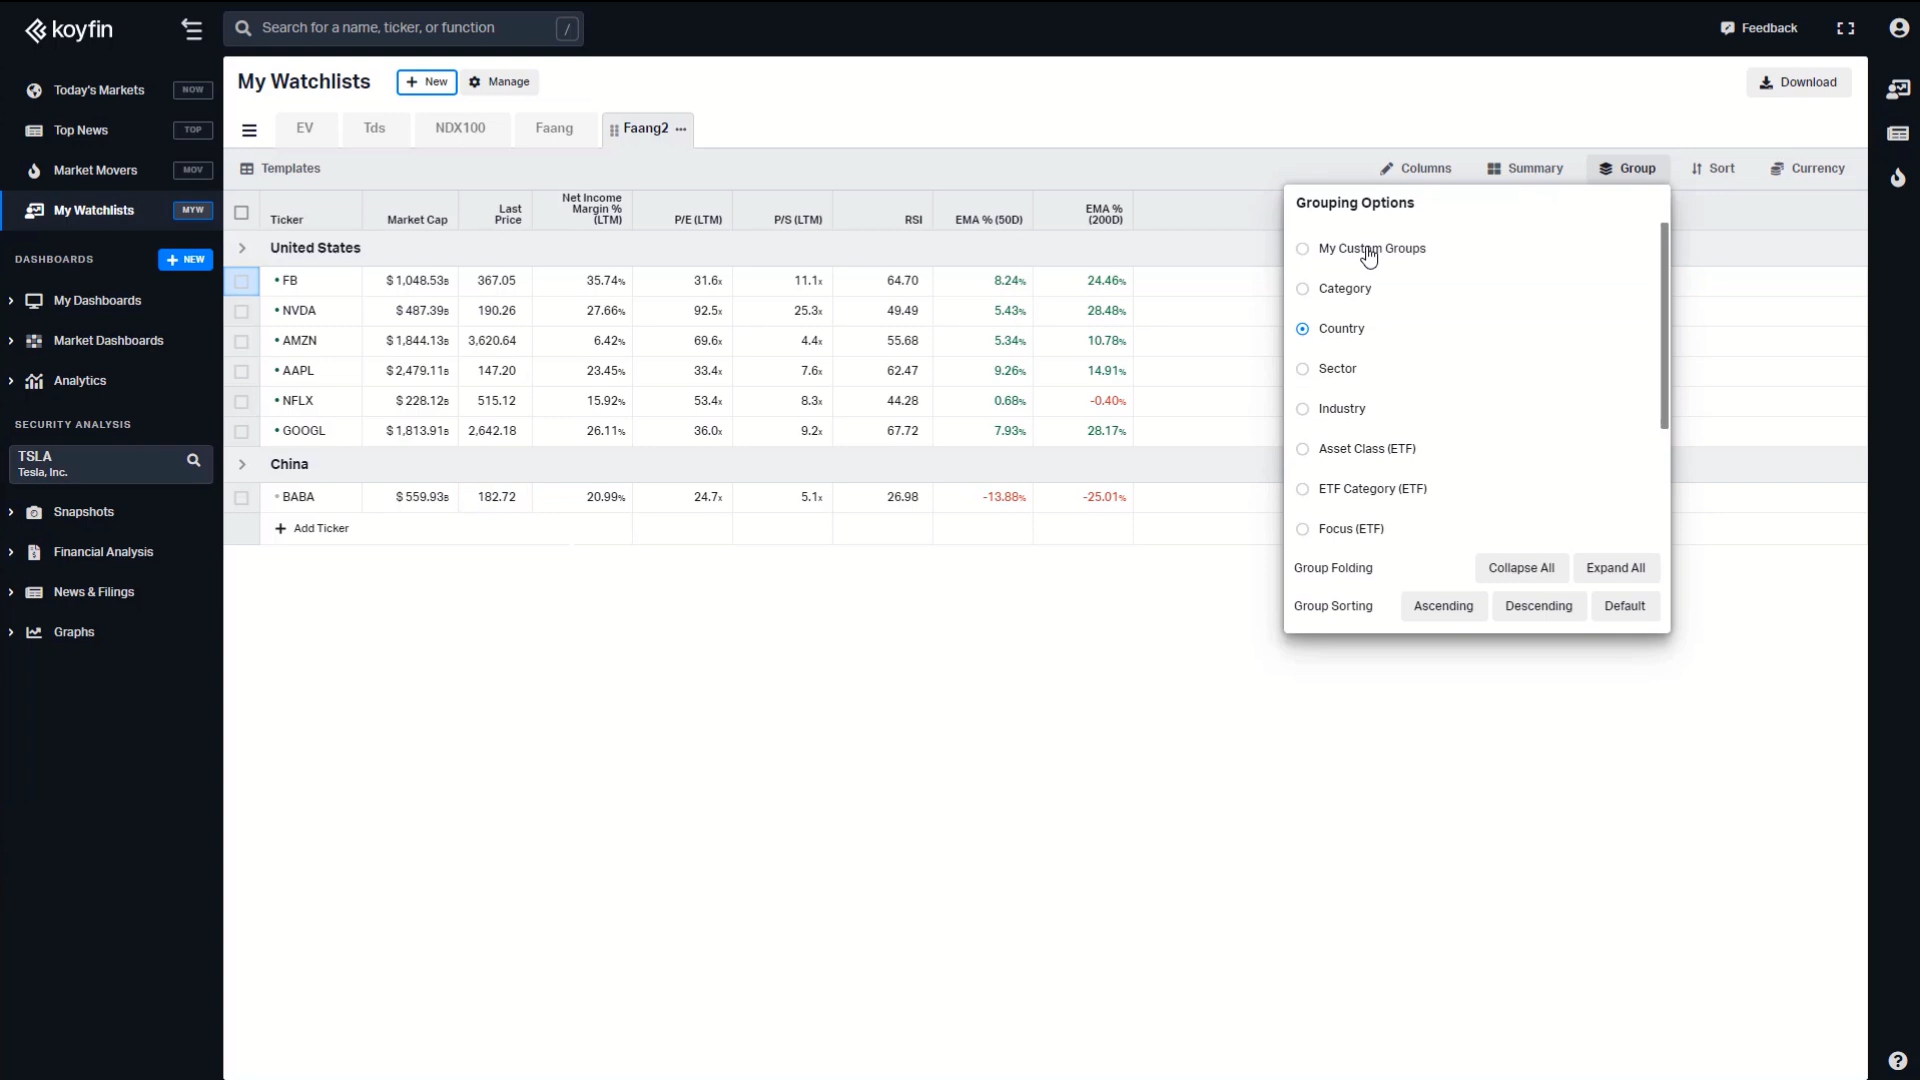 koyfin
Search for a name, ticker, or function /
Feedback
Today's Markets NOW
Top News TOP
Market Movers MOV
My Watchlists MYW
DASHBOARDS + NEW
My Dashboards
Market Dashboards
Analytics
SECURITY ANALYSIS
TSLA
Tesla, Inc.
Snapshots
Financial Analysis
News & Filings
Graphs
My Watchlists + New Manage Download
EV Tds NDX100 Faang Faang2 ···
Templates Columns Summary Group Sort Currency
Ticker Market Cap Last Price Net Income Margin % (LTM) P/E (LTM) P/S (LTM) RSI EMA % (50D) EMA % (200D)
United States
FB $ 1,048.53B 367.05 35.74% 31.6x 11.1x 64.70 8.24% 24.46%
NVDA $ 487.39B 190.26 27.66% 92.5x 25.3x 49.49 5.43% 28.48%
AMZN $ 1,844.13B 3,620.64 6.42% 69.6x 4.4x 55.68 5.34% 10.78%
AAPL $ 2,479.11B 147.20 23.45% 33.4x 7.6x 62.47 9.26% 14.91%
NFLX $ 228.12B 515.12 15.92% 53.4x 8.3x 44.28 0.68% -0.40%
GOOGL $ 1,813.91B 2,642.18 26.11% 36.0x 9.2x 67.72 7.93% 28.17%
China
BABA $ 559.93B 182.72 20.99% 24.7x 5.1x 26.98 -13.88% -25.01%
+ Add Ticker
Grouping Options
My Custom Groups
Category
Country
Sector
Industry
Asset Class (ETF)
ETF Category (ETF)
Focus (ETF)
Group Folding Collapse All Expand All
Group Sorting Ascending Descending Default
?